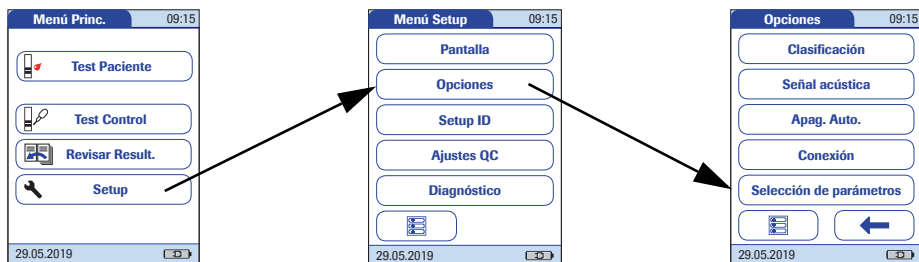 Menú Princ. 09:15
Test Paciente
Test Control
Revisar Result.
Setup
29.05.2019
Menú Setup 09:15
Pantalla
Opciones
Setup ID
Ajustes QC
Diagnóstico
29.05.2019
Opciones 09:15
Clasificación
Señal acústica
Apag. Auto.
Conexión
Selección de parámetros
29.05.2019